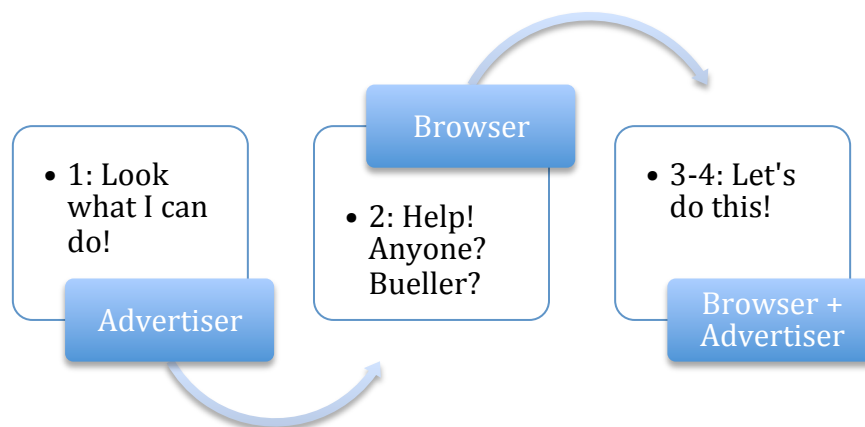 • 1: Look
what I can
do!
Advertiser
Browser
• 2: Help!
Anyone?
Bueller?
• 3-4: Let's
do this!
Browser +
Advertiser